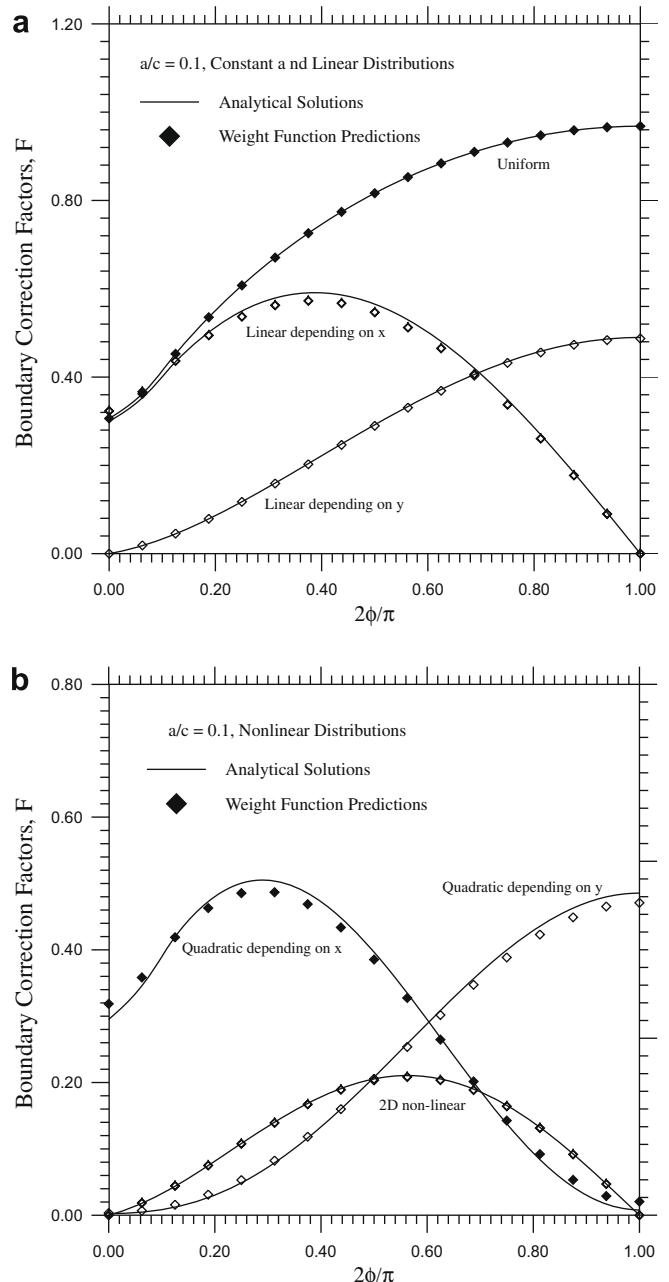 a
1.20
a/c = 0.1, Constant a nd Linear Distributions
Analytical Solutions
Weight Function Predictions
Uniform
0.80
Boundary Correction Factors, F
Linear depending on x
0.40
Linear depending on y
0.00
0.00 0.20 0.40 0.60 0.80 1.00
2ϕ/π
b
0.80
a/c = 0.1, Nonlinear Distributions
Analytical Solutions
Weight Function Predictions
0.60
Quadratic depending on y
Boundary Correction Factors, F
0.40
Quadratic depending on x
0.20
2D non-linear
0.00
0.00 0.20 0.40 0.60 0.80 1.00
2ϕ/π